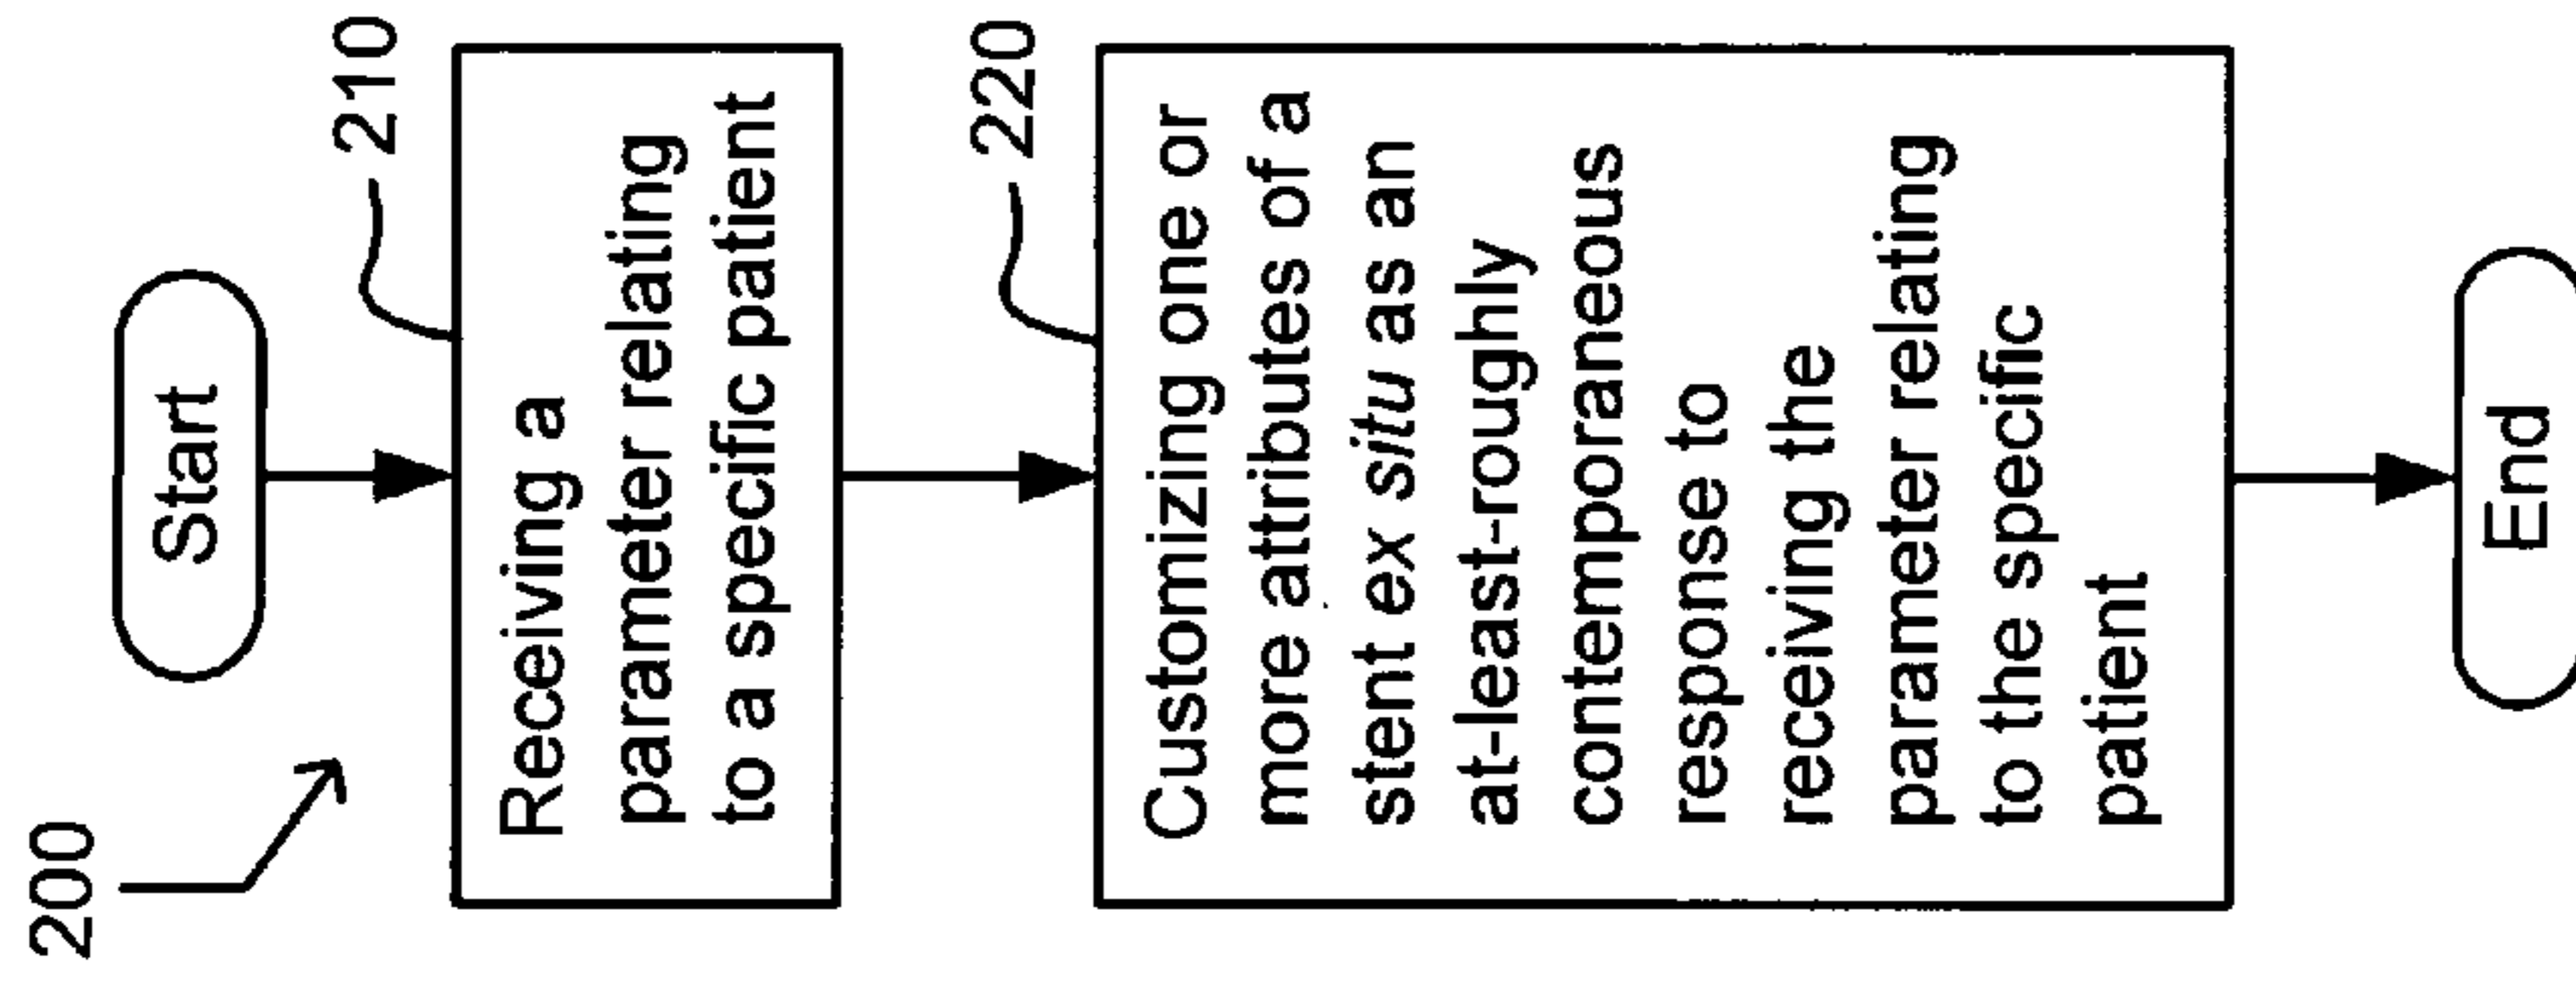 200
Start
210
Receiving a
parameter relating
to a specific patient
220
Customizing one or
more attributes of a
stent ex situ as an
at-least-roughly
contemporaneous
response to
receiving the
parameter relating
to the specific
patient
End